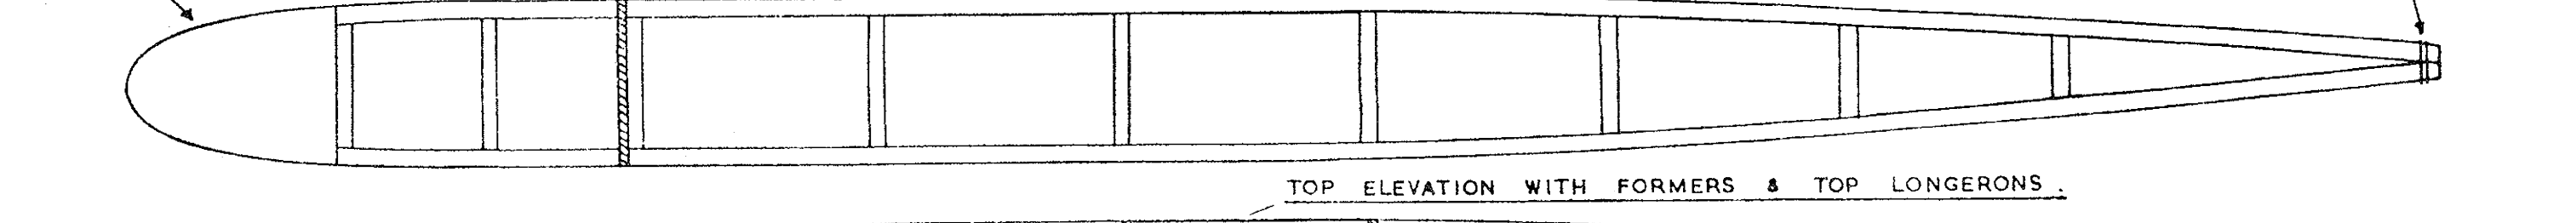 TOP ELEVATION WITH FORMERS & TOP LONGERONS.